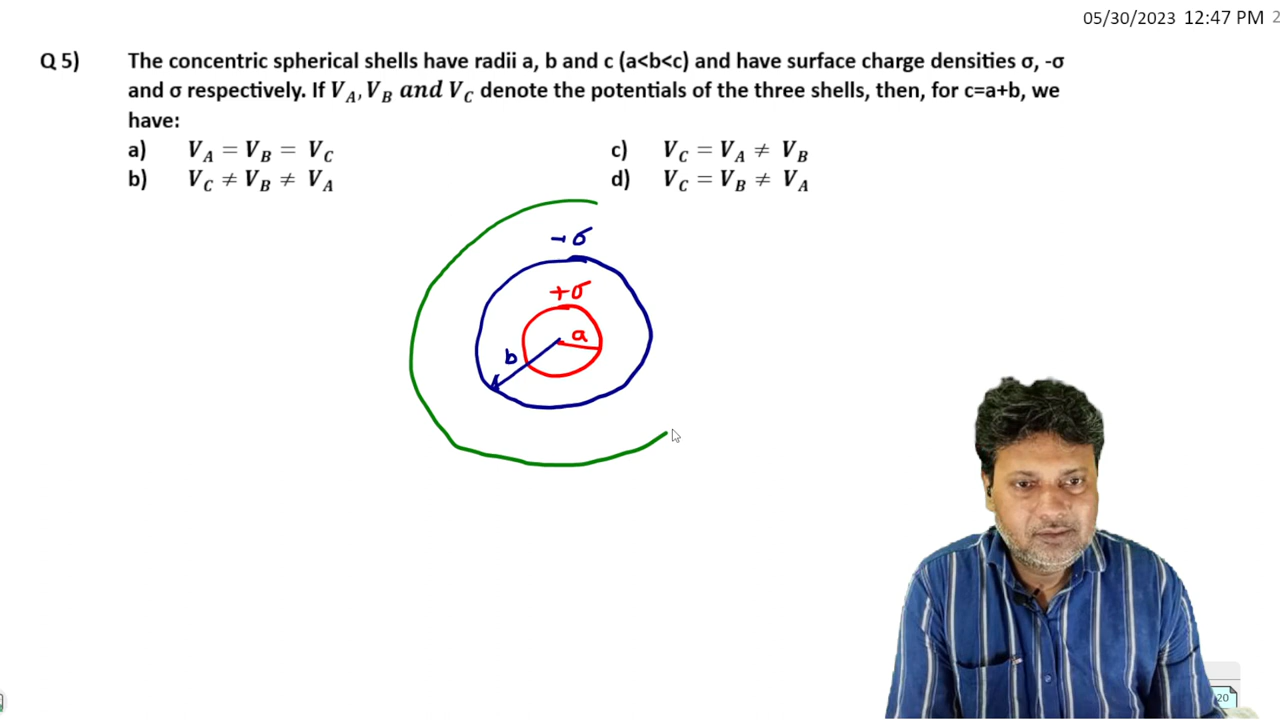 05/30/2023 12:47 PM 2
Q 5) The concentric spherical shells have radii a, b and c (a<b<c) and have surface charge densities σ, -σ
and σ respectively. If V_A, V_B and V_C denote the potentials of the three shells, then, for c=a+b, we
have:
a) V_A = V_B = V_C c) V_C = V_A ≠ V_B
b) V_C ≠ V_B ≠ V_A d) V_C = V_B ≠ V_A
-σ
+σ
a
b
20